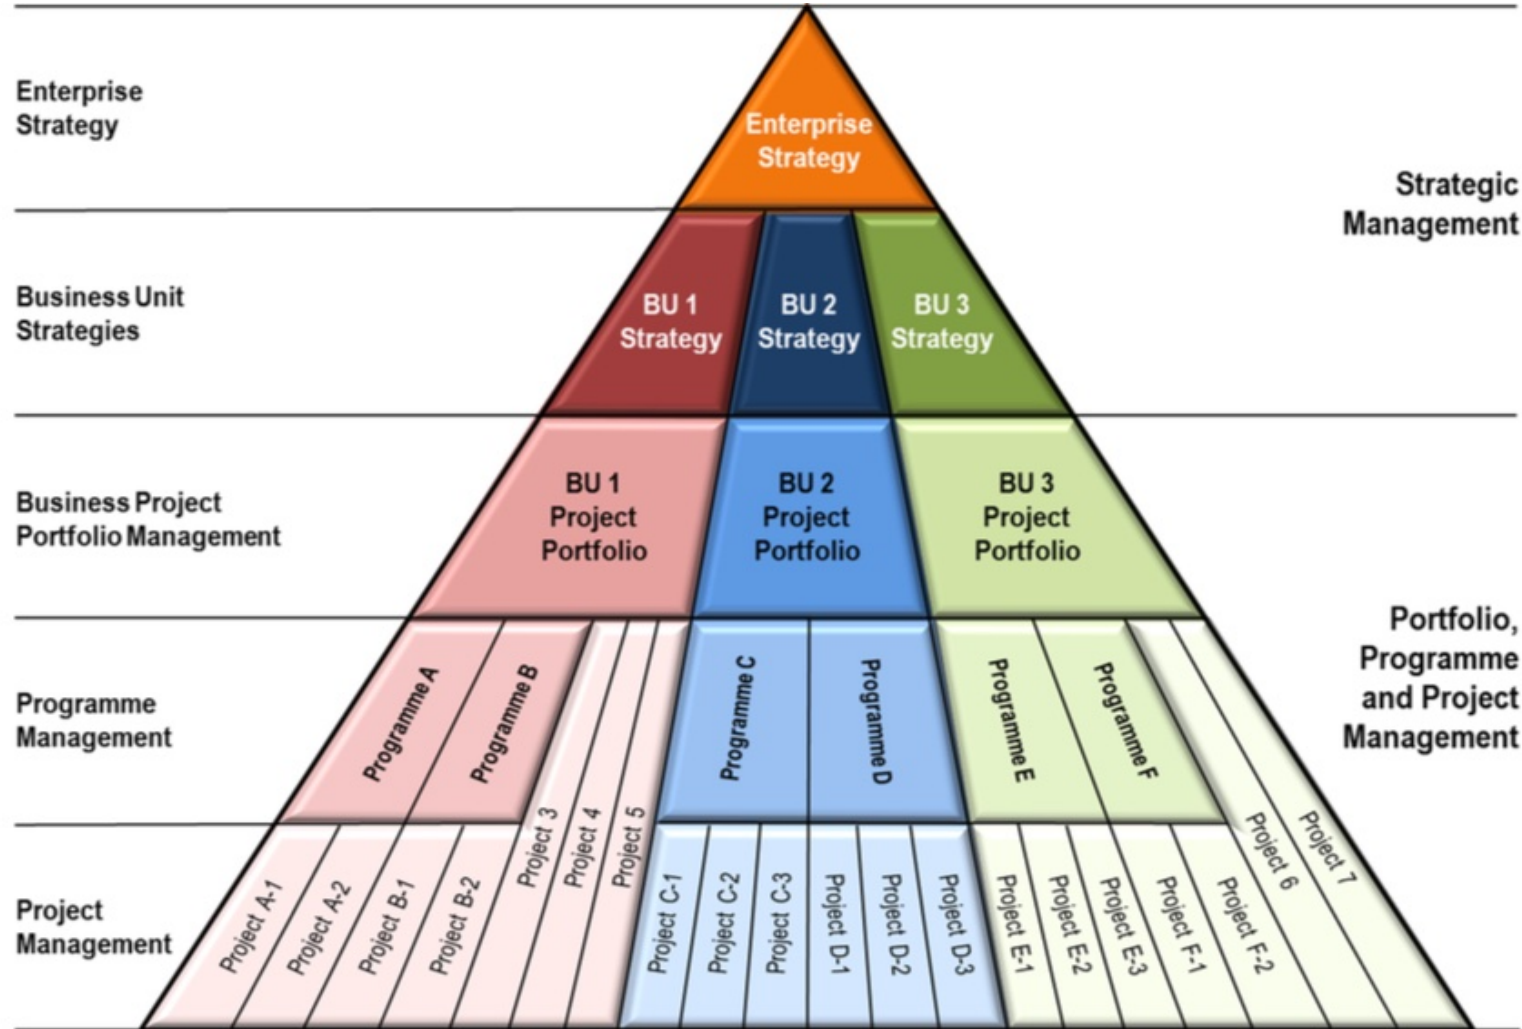 Enterprise
Strategy
Enterprise
Strategy
Strategic
Management
Business Unit
Strategies
BU 1
Strategy
BU 2
Strategy
BU 3
Strategy
Business Project
Portfolio Management
BU 1
Project
Portfolio
BU 2
Project
Portfolio
BU 3
Project
Portfolio
Portfolio,
Programme
and Project
Management
Programme
Management
Programme A
Programme B
Programme C
Programme D
Programme E
Programme F
Project
Management
Project A-1
Project A-2
Project B-1
Project B-2
Project 3
Project 4
Project 5
Project C-1
Project C-2
Project C-3
Project D-1
Project D-2
Project D-3
Project E-1
Project E-2
Project E-3
Project F-1
Project F-2
Project 6
Project 7